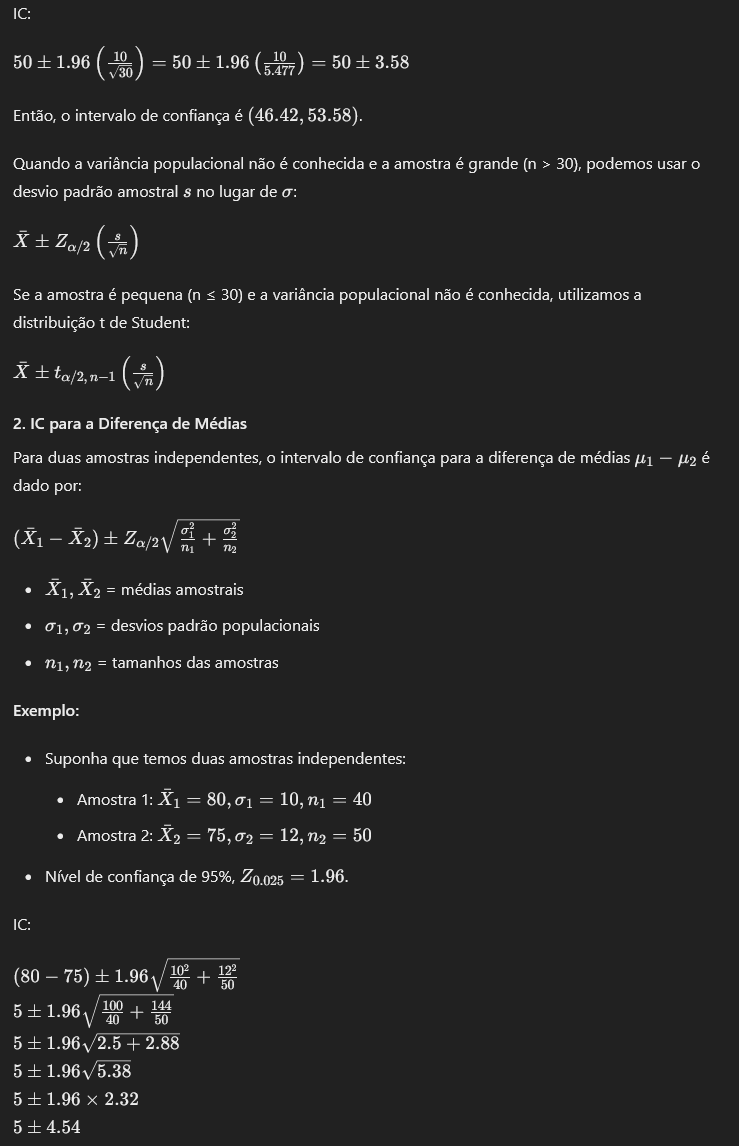 IC:
$50 \pm 1.96 \left( \frac{10}{\sqrt{30}} \right) = 50 \pm 1.96 \left( \frac{10}{5.477} \right) = 50 \pm 3.58$
Então, o intervalo de confiança é $(46.42, 53.58)$.
Quando a variância populacional não é conhecida e a amostra é grande (n > 30), podemos usar o
desvio padrão amostral $s$ no lugar de $\sigma$:
$\bar{X} \pm Z_{\alpha/2} \left( \frac{s}{\sqrt{n}} \right)$
Se a amostra é pequena (n ≤ 30) e a variância populacional não é conhecida, utilizamos a
distribuição t de Student:
$\bar{X} \pm t_{\alpha/2, n-1} \left( \frac{s}{\sqrt{n}} \right)$
2. IC para a Diferença de Médias
Para duas amostras independentes, o intervalo de confiança para a diferença de médias $\mu_1 - \mu_2$ é
dado por:
$(\bar{X}_1 - \bar{X}_2) \pm Z_{\alpha/2} \sqrt{\frac{\sigma_1^2}{n_1} + \frac{\sigma_2^2}{n_2}}$
• $\bar{X}_1, \bar{X}_2$ = médias amostrais
• $\sigma_1, \sigma_2$ = desvios padrão populacionais
• $n_1, n_2$ = tamanhos das amostras
Exemplo:
• Suponha que temos duas amostras independentes:
• Amostra 1: $\bar{X}_1 = 80, \sigma_1 = 10, n_1 = 40$
• Amostra 2: $\bar{X}_2 = 75, \sigma_2 = 12, n_2 = 50$
• Nível de confiança de 95%, $Z_{0.025} = 1.96$.
IC:
$(80 - 75) \pm 1.96 \sqrt{\frac{10^2}{40} + \frac{12^2}{50}}$
$5 \pm 1.96 \sqrt{\frac{100}{40} + \frac{144}{50}}$
$5 \pm 1.96 \sqrt{2.5 + 2.88}$
$5 \pm 1.96 \sqrt{5.38}$
$5 \pm 1.96 \times 2.32$
$5 \pm 4.54$